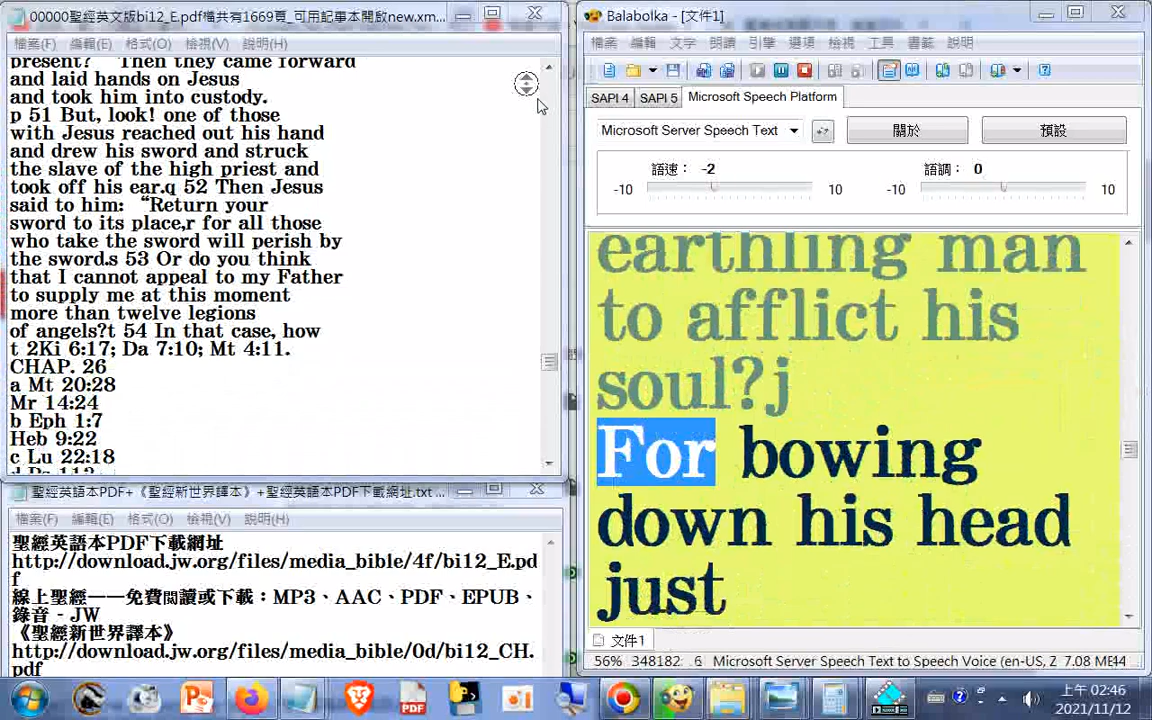 00000聖經英文版bi12_E.pdf檔共有1669頁_可用記事本開啟new.xm...
檔案(F) 編輯(E) 格式(O) 檢視(V) 說明(H)
present?” Then they came forward
and laid hands on Jesus
and took him into custody.
p 51 But, look! one of those
with Jesus reached out his hand
and drew his sword and struck
the slave of the high priest and
took off his ear.q 52 Then Jesus
said to him: “Return your
sword to its place,r for all those
who take the sword will perish by
the sword.s 53 Or do you think
that I cannot appeal to my Father
to supply me at this moment
more than twelve legions
of angels?t 54 In that case, how
t 2Ki 6:17; Da 7:10; Mt 4:11.
CHAP. 26
a Mt 20:28
Mr 14:24
b Eph 1:7
Heb 9:22
c Lu 22:18
聖經英語本PDF+《聖經新世界譯本》+聖經英語本PDF下載網址.txt ...
檔案(F) 編輯(E) 格式(O) 檢視(V) 說明(H)
聖經英語本PDF下載網址
http://download.jw.org/files/media_bible/4f/bi12_E.pd
f
線上聖經——免費閱讀或下載：MP3、AAC、PDF、EPUB、
錄音 - JW
《聖經新世界譯本》
http://download.jw.org/files/media_bible/0d/bi12_CH.
pdf
Balabolka - [文件1]
檔案 編輯 文字 朗讀 引擎 選項 檢視 工具 書籤 說明
SAPI 4 SAPI 5 Microsoft Speech Platform
Microsoft Server Speech Text 關於 預設
語速： -2 語調： 0
-10 10 -10 10
earthling man
to afflict his
soul?j
For bowing
down his head
just
文件1
56% 348182 6 Microsoft Server Speech Text to Speech Voice (en-US, Z 7.08 ME44
上午 02:46
2021/11/12